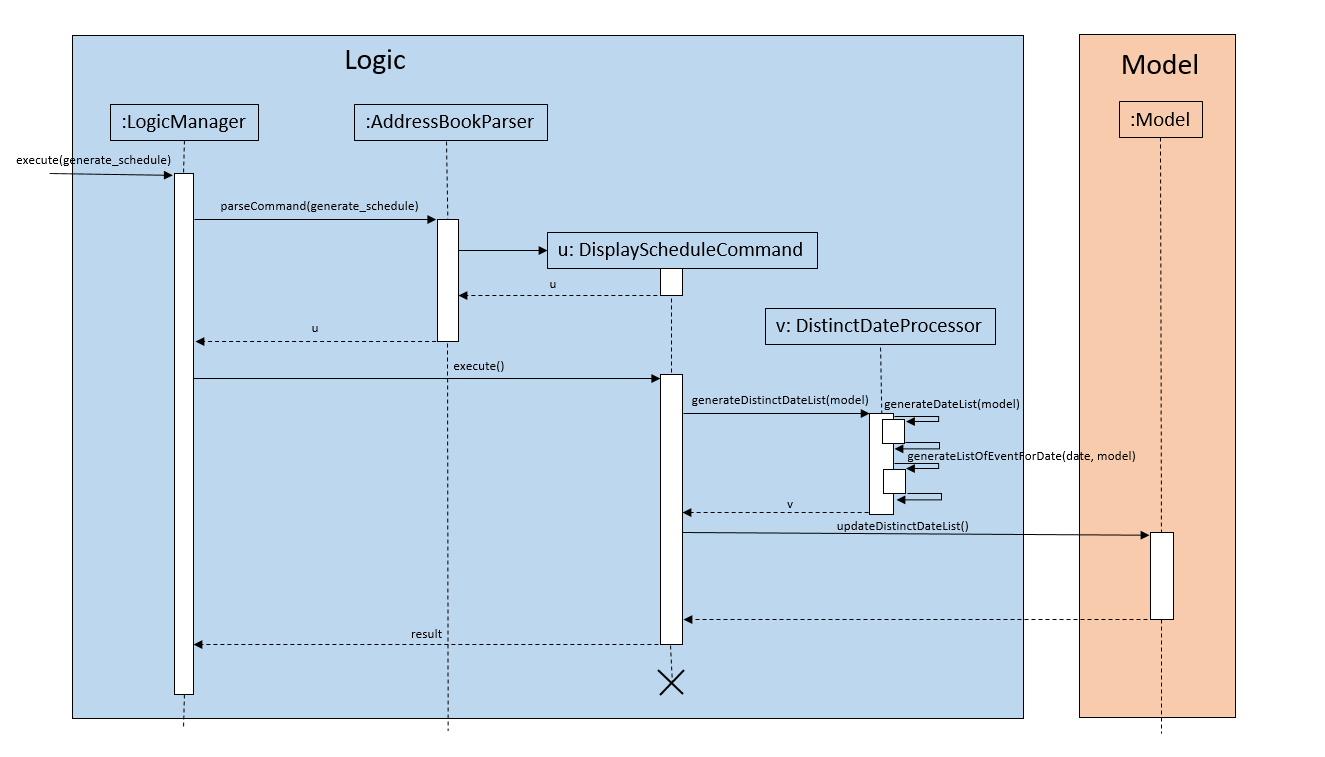 Logic
Model
:LogicManager
:AddressBookParser
:Model
execute(generate_schedule)
parseCommand(generate_schedule)
u: DisplayScheduleCommand
u
v: DistinctDateProcessor
u
execute()
generateDistinctDateList(model)
generateDateList(model)
generateListOfEventForDate(date, model)
v
updateDistinctDateList()
result